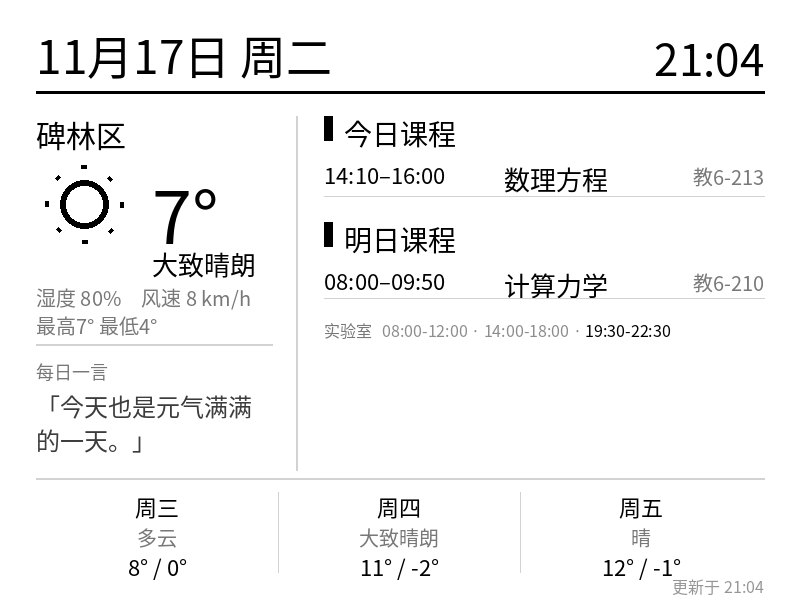 11月17日 周二
21:04
碑林区
7°
大致晴朗
湿度 80% 风速 8 km/h
最高7° 最低4°
每日一言
「今天也是元气满满
的一天。」
今日课程
14:10–16:00 数理方程 教6-213
明日课程
08:00–09:50 计算力学 教6-210
实验室 08:00-12:00 · 14:00-18:00 · 19:30-22:30
周三
多云
8° / 0°
周四
大致晴朗
11° / -2°
周五
晴
12° / -1°
更新于 21:04